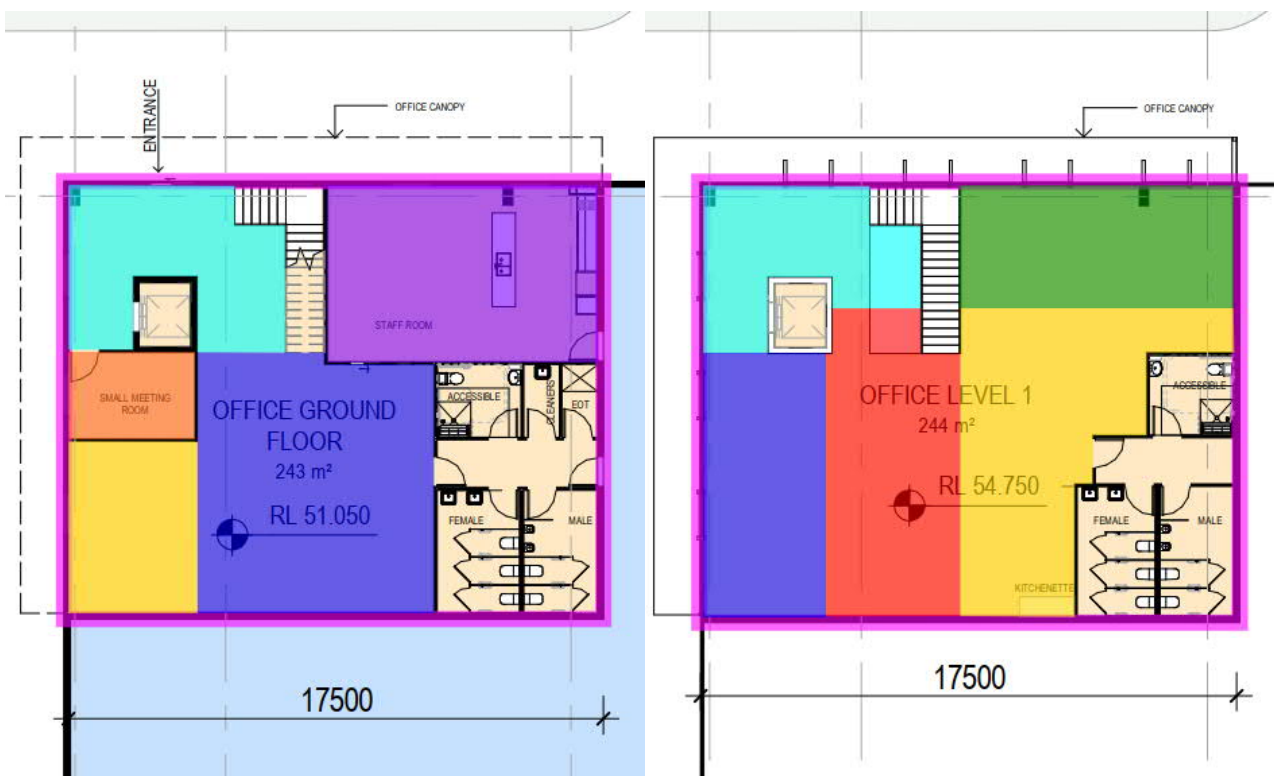 ENTRANCE
OFFICE CANOPY
STAFF ROOM
SMALL MEETING
ROOM
OFFICE GROUND
FLOOR
243 m²
RL 51.050
ACCESSIBLE
CLEANERS
EOT
FEMALE
MALE
17500
OFFICE CANOPY
OFFICE LEVEL 1
244 m²
RL 54.750
ACCESSIBLE
FEMALE
MALE
KITCHENETTE
17500